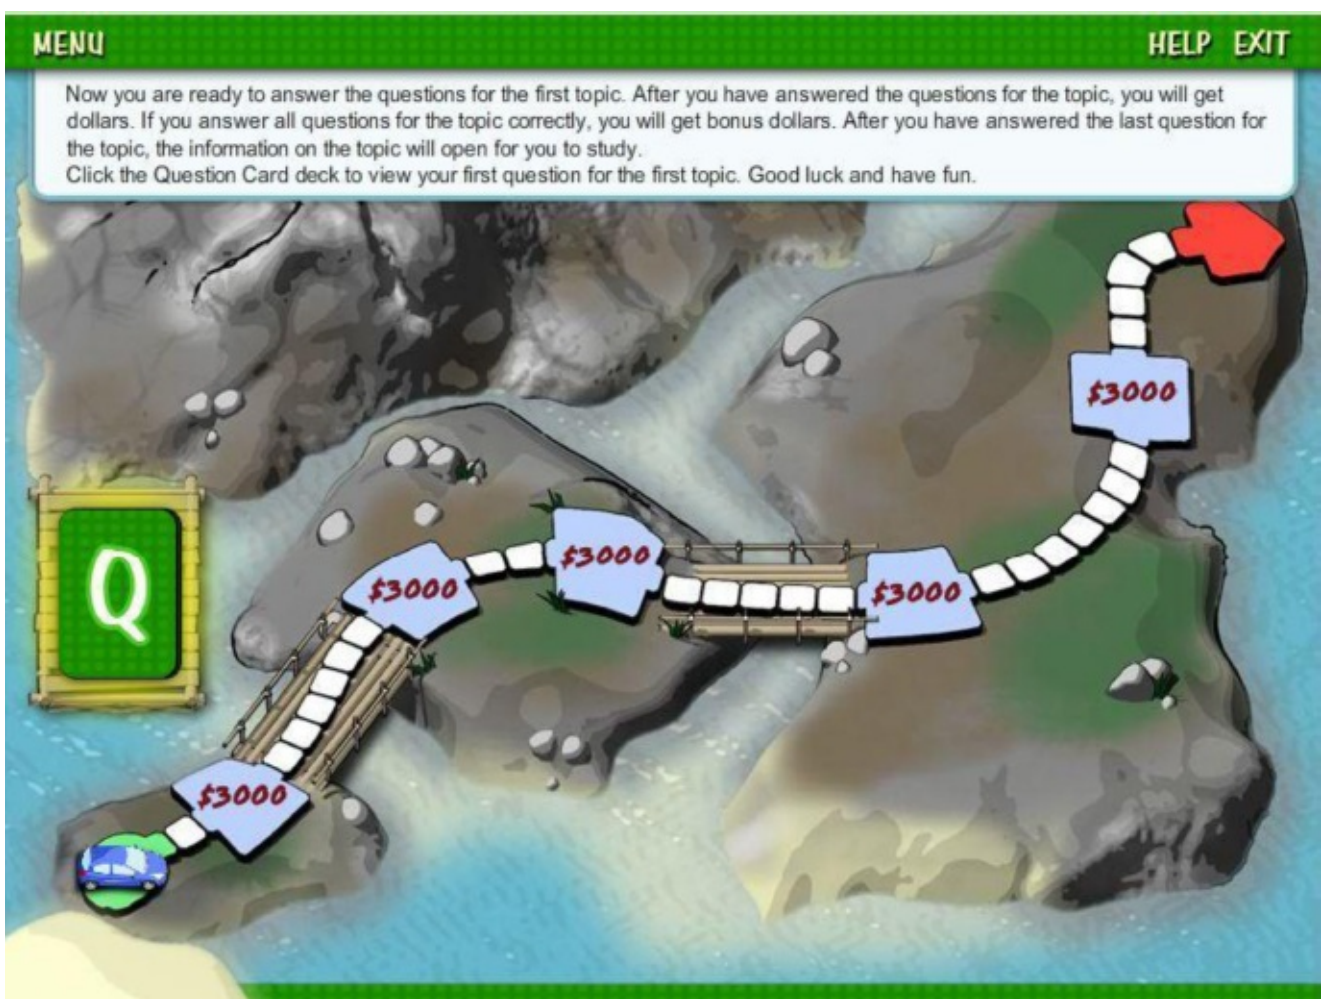 MENU
HELP EXIT
Now you are ready to answer the questions for the first topic. After you have answered the questions for the topic, you will get
dollars. If you answer all questions for the topic correctly, you will get bonus dollars. After you have answered the last question for
the topic, the information on the topic will open for you to study.
Click the Question Card deck to view your first question for the first topic. Good luck and have fun.
$3000
$3000
$3000
$3000
Q
$3000